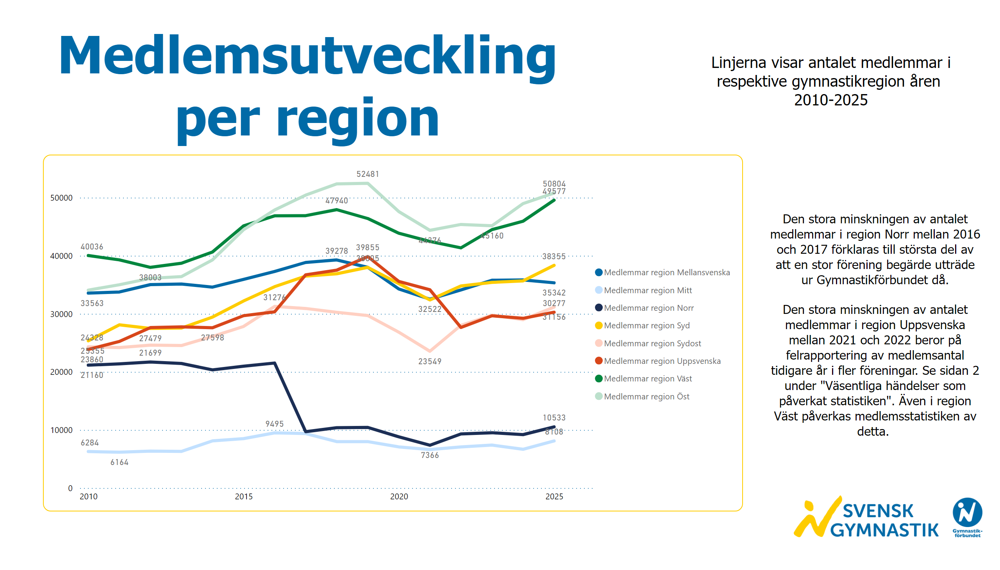 Medlemsutveckling
per region
Linjerna visar antalet medlemmar i
respektive gymnastikregion åren
2010-2025
52481
50804
49577
50000
47940
44376
45160
40036
39278
39855
38005
38355
40000
38003
33563
31276
32522
35342
30277
31156
30000
24328
27479
27598
25355
23860
21699
23549
21160
20000
9495
10533
8108
10000
6284
6164
7366
0
2010
2015
2020
2025
Medlemmar region Mellansvenska
Medlemmar region Mitt
Medlemmar region Norr
Medlemmar region Syd
Medlemmar region Sydost
Medlemmar region Uppsvenska
Medlemmar region Väst
Medlemmar region Öst
Den stora minskningen av antalet
medlemmar i region Norr mellan 2016
och 2017 förklaras till största del av
att en stor förening begärde utträde
ur Gymnastikförbundet då.
Den stora minskningen av antalet
medlemmar i region Uppsvenska
mellan 2021 och 2022 beror på
felrapportering av medlemsantal
tidigare år i fler föreningar. Se sidan 2
under "Väsentliga händelser som
påverkat statistiken". Även i region
Väst påverkas medlemsstatistiken av
detta.
SVENSK
GYMNASTIK
Gymnastik-
förbundet